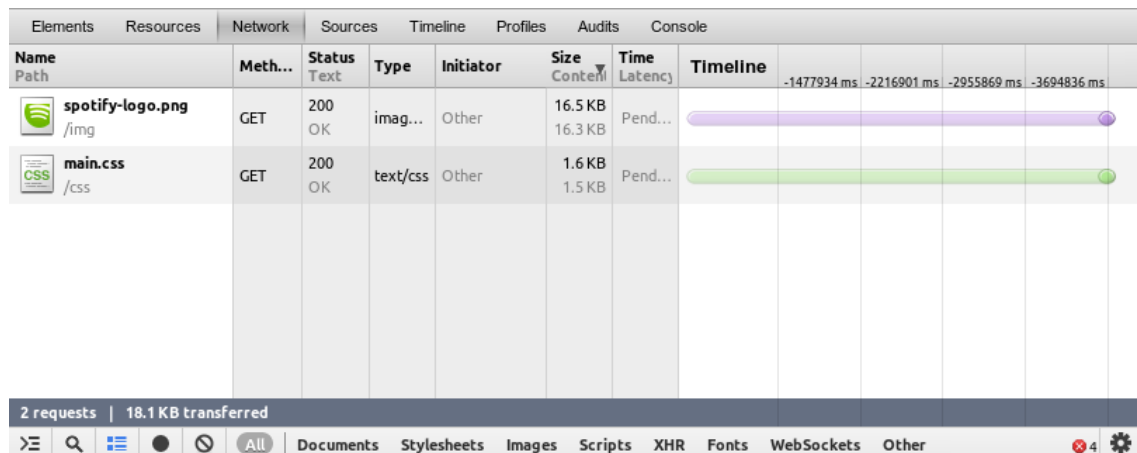 Elements Resources Network Sources Timeline Profiles Audits Console
Name Meth... Status Type Initiator Size Time Timeline
Path Text Content Latency -1477934 ms -2216901 ms -2955869 ms -3694836 ms
spotify-logo.png GET 200 imag... Other 16.5 KB Pend...
/img OK 16.3 KB
CSS main.css GET 200 text/css Other 1.6 KB Pend...
/css OK 1.5 KB
2 requests | 18.1 KB transferred
All Documents Stylesheets Images Scripts XHR Fonts WebSockets Other 4